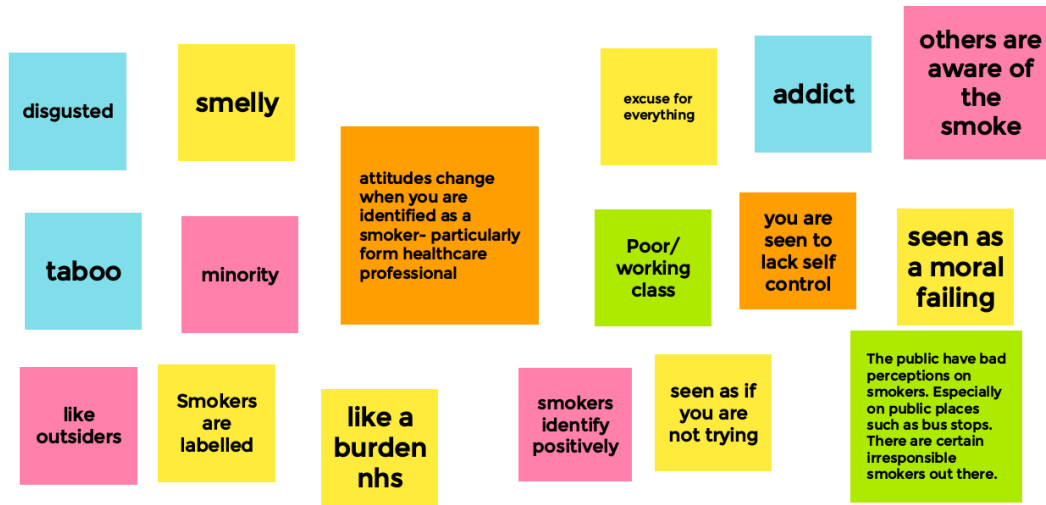 disgusted
smelly
attitudes change
when you are
identified as a
smoker- particularly
form healthcare
professional
excuse for
everything
addict
others are
aware of
the
smoke
taboo
minority
Poor/
working
class
you are
seen to
lack self
control
seen as
a moral
failing
like
outsiders
Smokers
are
labelled
like a
burden
nhs
smokers
identify
positively
seen as if
you are
not trying
The public have bad
perceptions on
smokers. Especially
on public places
such as bus stops.
There are certain
irresponsible
smokers out there.